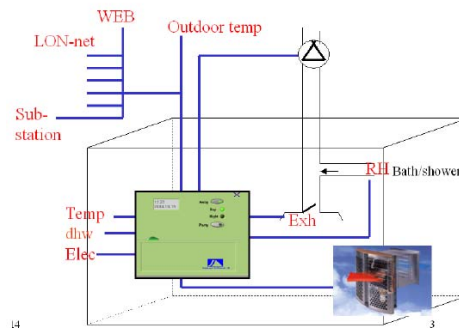 WEB
Outdoor temp
LON-net
Sub-
station
RH Bath/shower
Temp
dhw
Elec
Exh
14
3